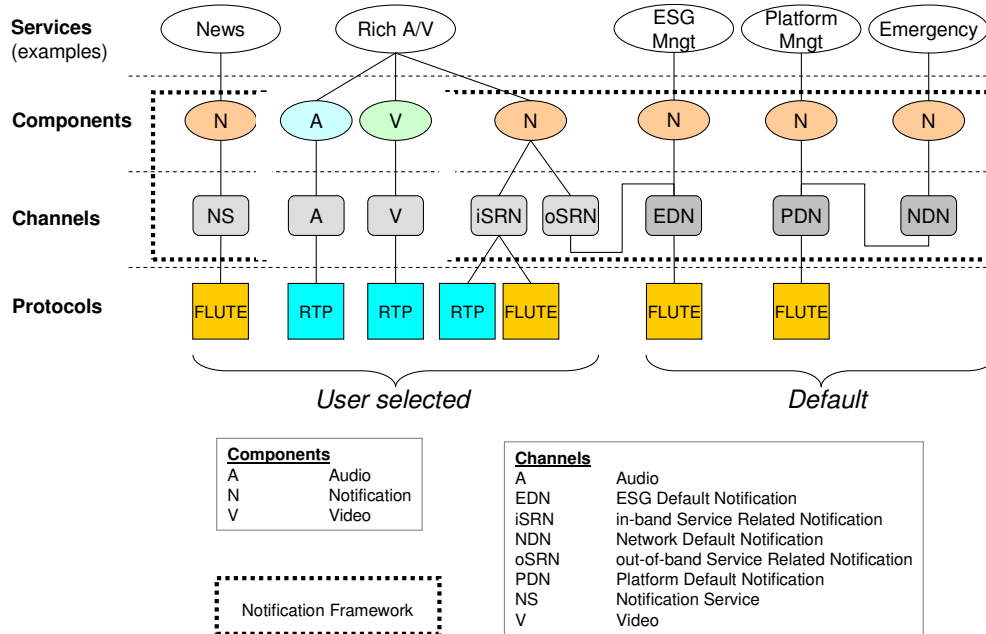 Services
(examples)
News
Rich A/V
ESG
Mngt
Platform
Mngt
Emergency
Components
N
A
V
N
N
N
N
Channels
NS
A
V
iSRN
oSRN
EDN
PDN
NDN
Protocols
FLUTE
RTP
RTP
RTP
FLUTE
FLUTE
FLUTE
User selected
Default
Components
A Audio
N Notification
V Video
Channels
A Audio
EDN ESG Default Notification
iSRN in-band Service Related Notification
NDN Network Default Notification
oSRN out-of-band Service Related Notification
PDN Platform Default Notification
NS Notification Service
V Video
Notification Framework